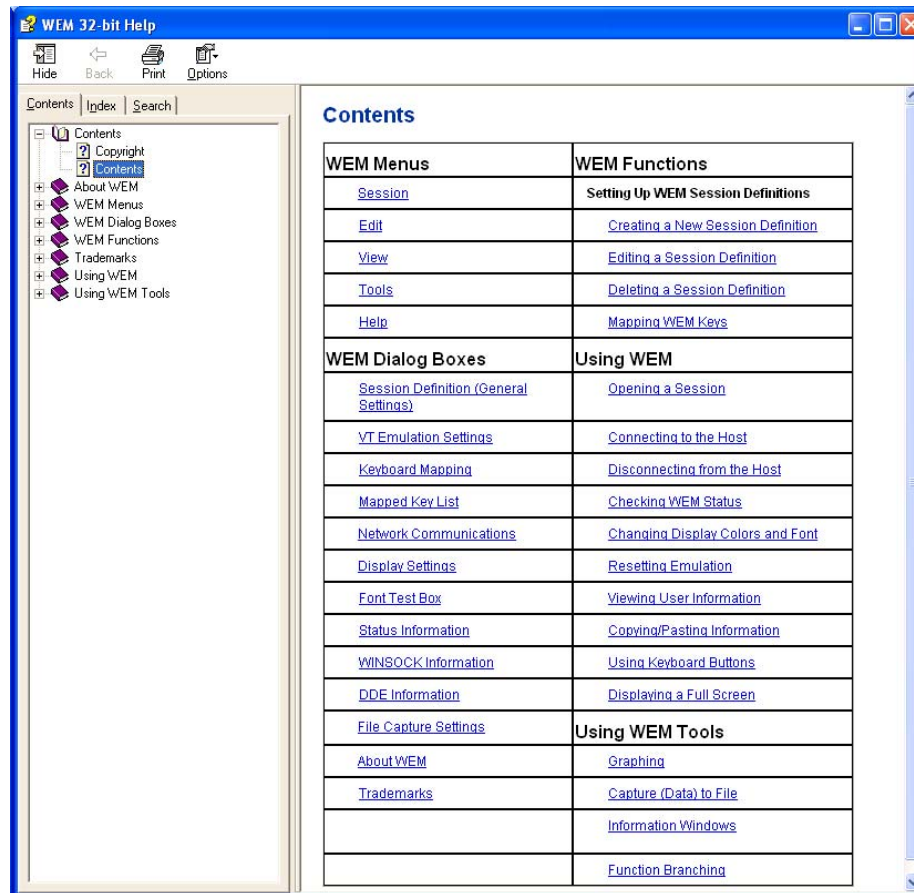 WEM 32-bit Help
Hide Back Print Options
Contents Index Search
Contents
Copyright
Contents
About WEM
WEM Menus
WEM Dialog Boxes
WEM Functions
Trademarks
Using WEM
Using WEM Tools
Contents
WEM Menus
Session
Edit
View
Tools
Help
WEM Dialog Boxes
Session Definition (General
Settings)
VT Emulation Settings
Keyboard Mapping
Mapped Key List
Network Communications
Display Settings
Font Test Box
Status Information
WINSOCK Information
DDE Information
File Capture Settings
About WEM
Trademarks
WEM Functions
Setting Up WEM Session Definitions
Creating a New Session Definition
Editing a Session Definition
Deleting a Session Definition
Mapping WEM Keys
Using WEM
Opening a Session
Connecting to the Host
Disconnecting from the Host
Checking WEM Status
Changing Display Colors and Font
Resetting Emulation
Viewing User Information
Copying/Pasting Information
Using Keyboard Buttons
Displaying a Full Screen
Using WEM Tools
Graphing
Capture (Data) to File
Information Windows
Function Branching